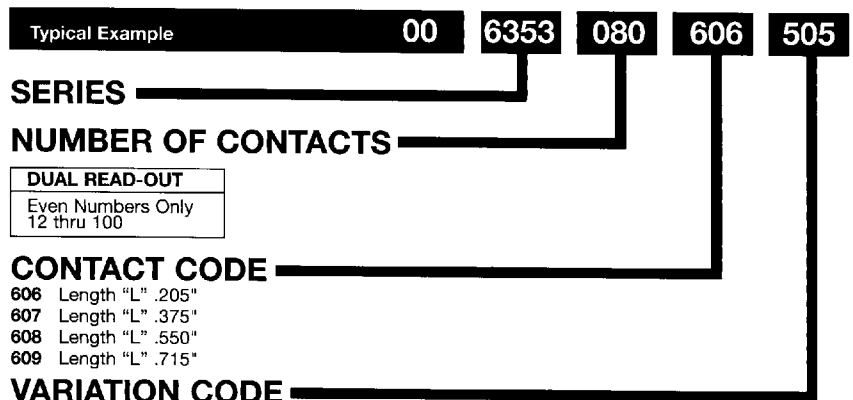 Typical Example 00 6353 080 606 505
SERIES
NUMBER OF CONTACTS
DUAL READ-OUT
Even Numbers Only
12 thru 100
CONTACT CODE
606 Length "L" .205"
607 Length "L" .375"
608 Length "L" .550"
609 Length "L" .715"
VARIATION CODE